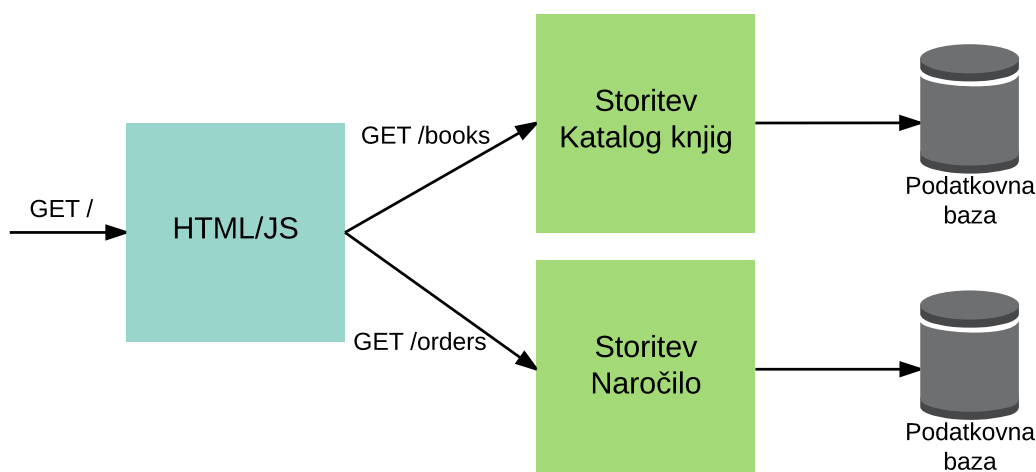 GET /
HTML/JS
GET /books
GET /orders
Storitev
Katalog knjig
Podatkovna
baza
Storitev
Naročilo
Podatkovna
baza